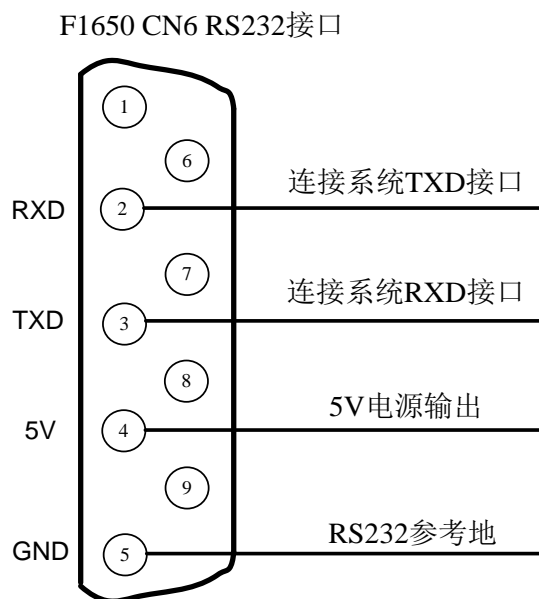 F1650 CN6 RS232接口
1
6
连接系统TXD接口
RXD
2
7
连接系统RXD接口
TXD
3
8
5V电源输出
5V
4
9
RS232参考地
GND
5